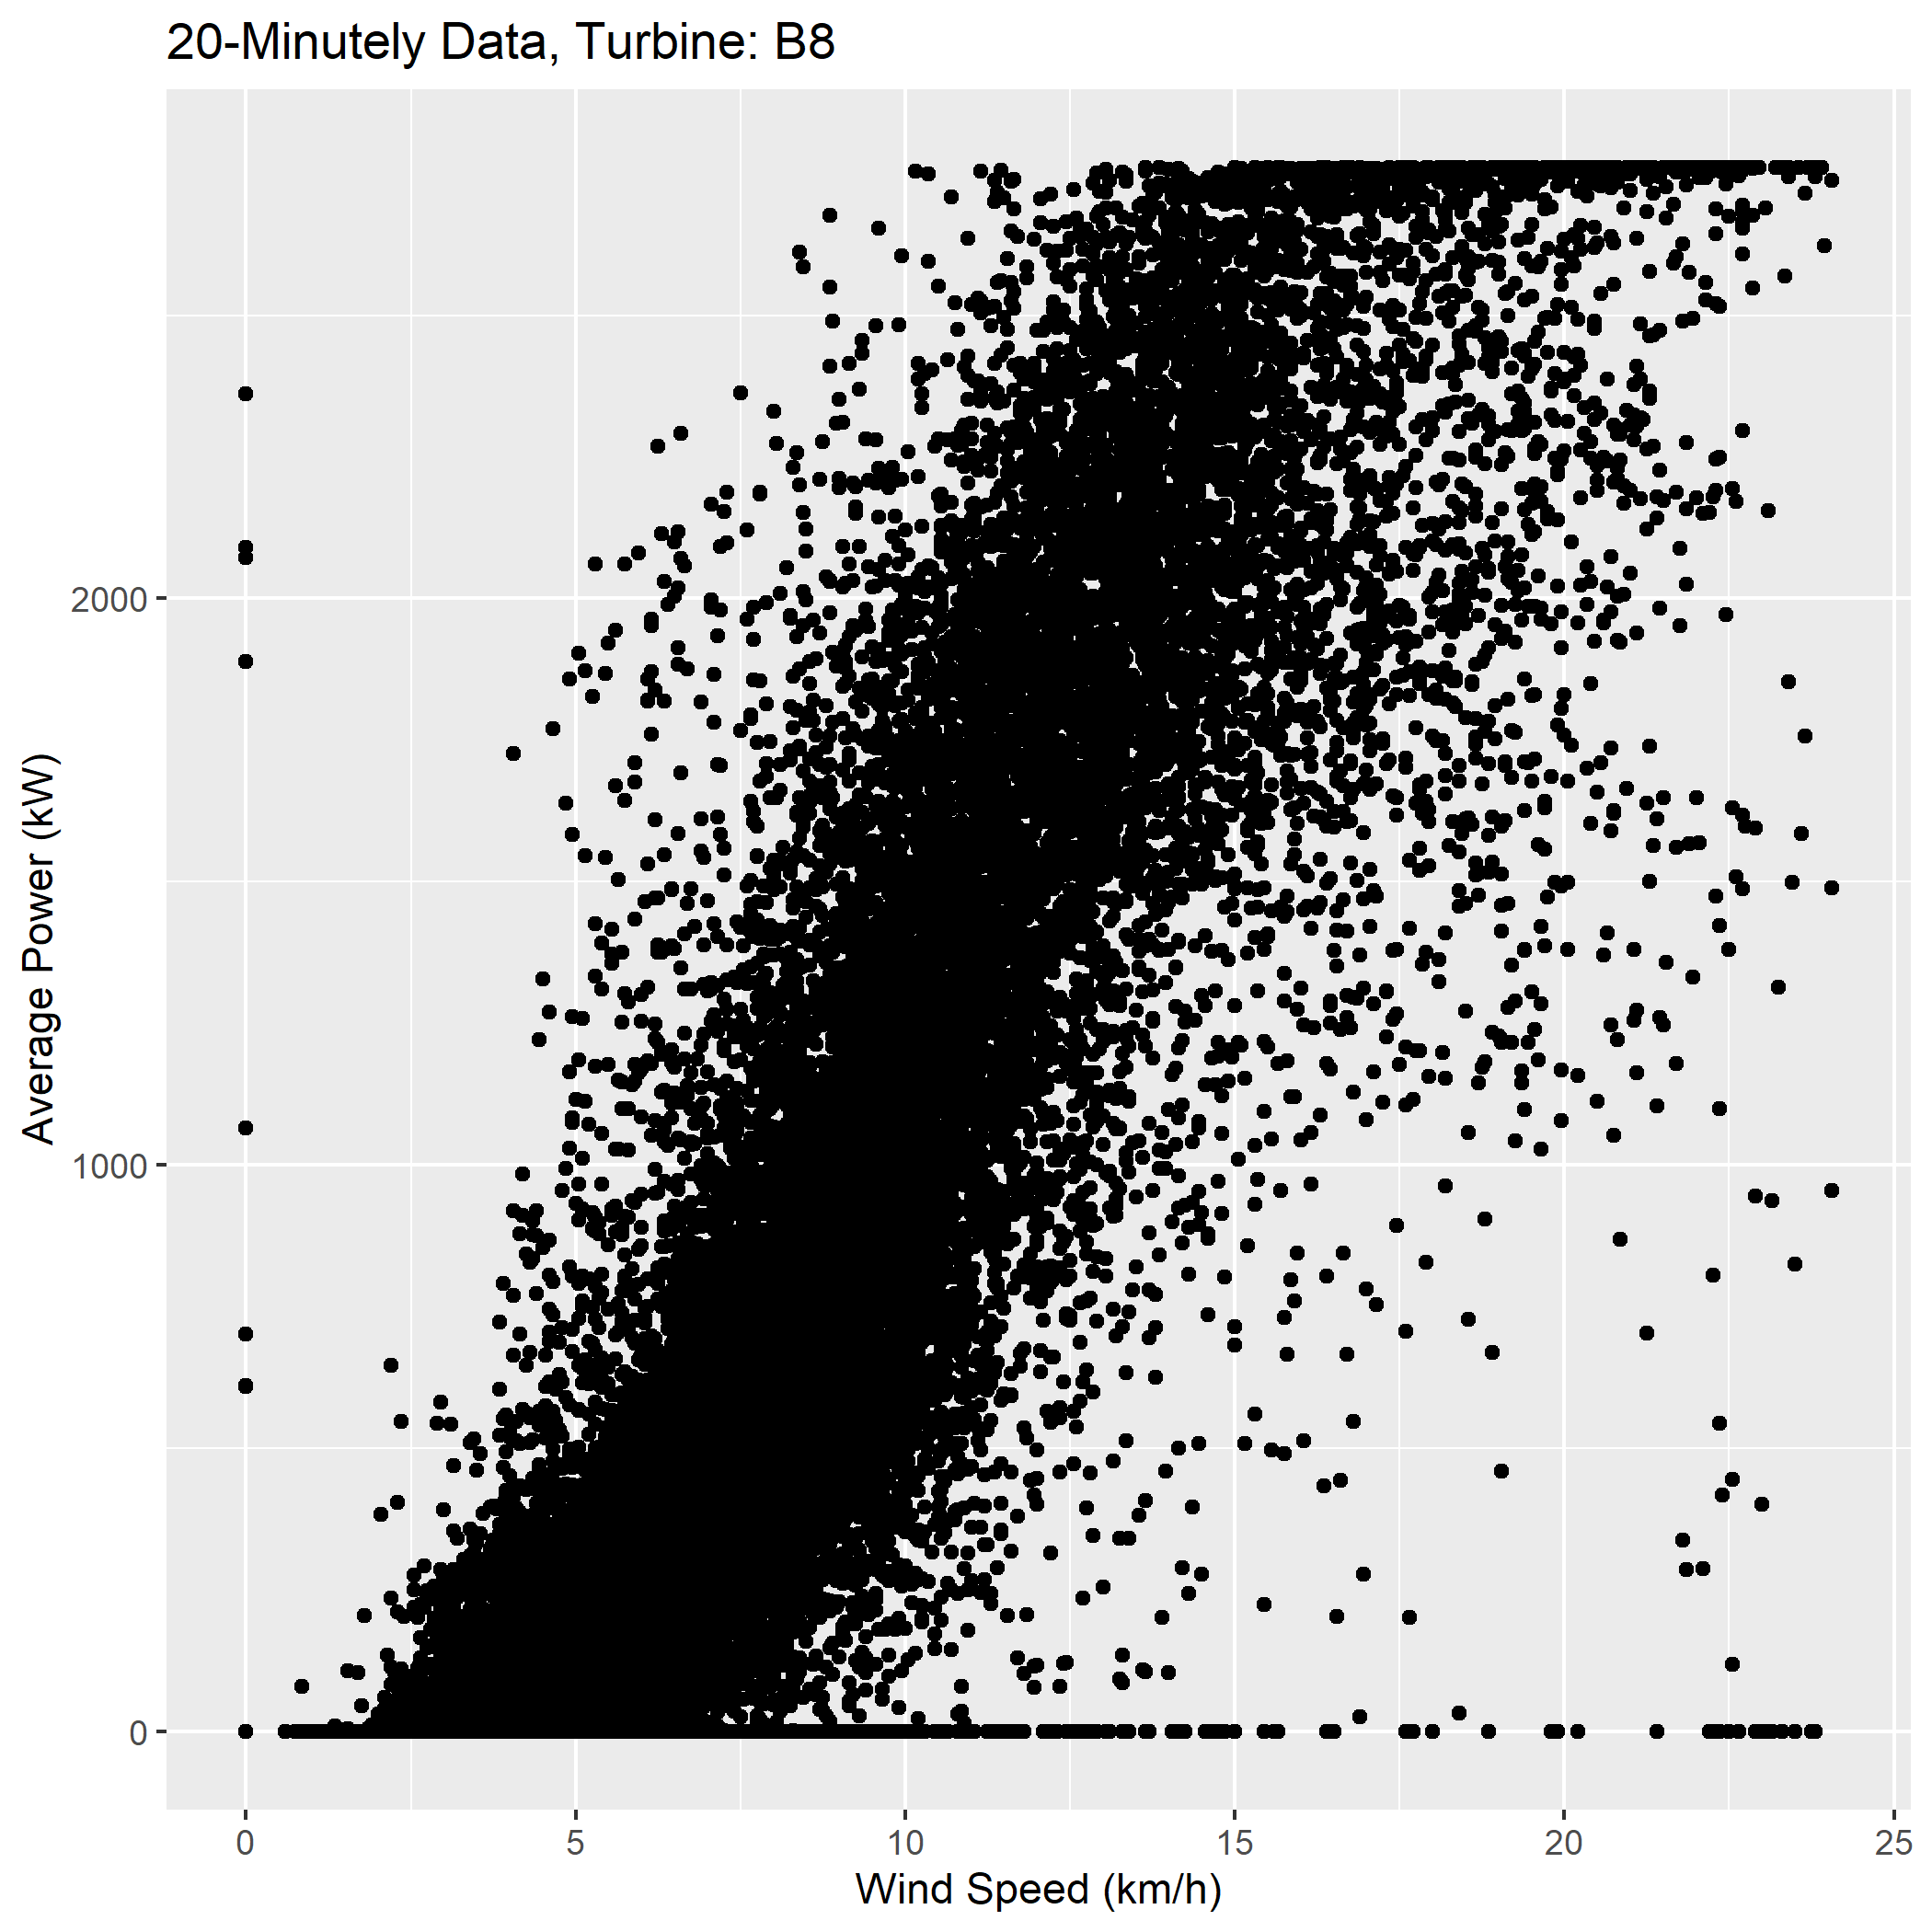 20-Minutely Data, Turbine: B8
Average Power (kW)
2000
1000
0
0 5 10 15 20 25
Wind Speed (km/h)